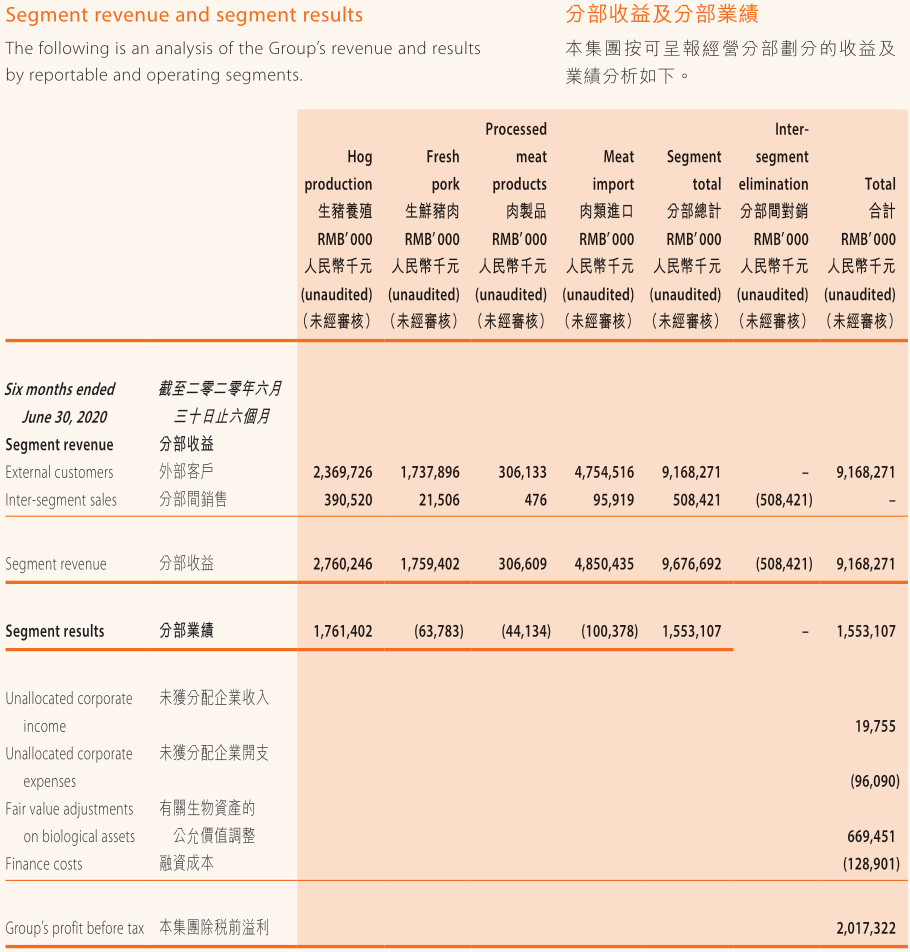 Segment revenue and segment results
The following is an analysis of the Group's revenue and results
by reportable and operating segments.
分部收益及分部業績
本集團按可呈報經營分部劃分的收益及
業績分析如下。
Processed Inter-
Hog Fresh meat Meat Segment segment
production pork products import total elimination Total
生豬養殖 生鮮豬肉 肉製品 肉類進口 分部總計 分部間對銷 合計
RMB'000 RMB'000 RMB'000 RMB'000 RMB'000 RMB'000 RMB'000
人民幣千元 人民幣千元 人民幣千元 人民幣千元 人民幣千元 人民幣千元 人民幣千元
(unaudited) (unaudited) (unaudited) (unaudited) (unaudited) (unaudited) (unaudited)
(未經審核) (未經審核) (未經審核) (未經審核) (未經審核) (未經審核) (未經審核)
Six months ended 截至二零二零年六月
June 30, 2020 三十日止六個月
Segment revenue 分部收益
External customers 外部客戶 2,369,726 1,737,896 306,133 4,754,516 9,168,271 – 9,168,271
Inter-segment sales 分部間銷售 390,520 21,506 476 95,919 508,421 (508,421) –
Segment revenue 分部收益 2,760,246 1,759,402 306,609 4,850,435 9,676,692 (508,421) 9,168,271
Segment results 分部業績 1,761,402 (63,783) (44,134) (100,378) 1,553,107 – 1,553,107
Unallocated corporate 未獲分配企業收入
income 19,755
Unallocated corporate 未獲分配企業開支
expenses (96,090)
Fair value adjustments 有關生物資產的
on biological assets 公允價值調整 669,451
Finance costs 融資成本 (128,901)
Group's profit before tax 本集團除稅前溢利 2,017,322